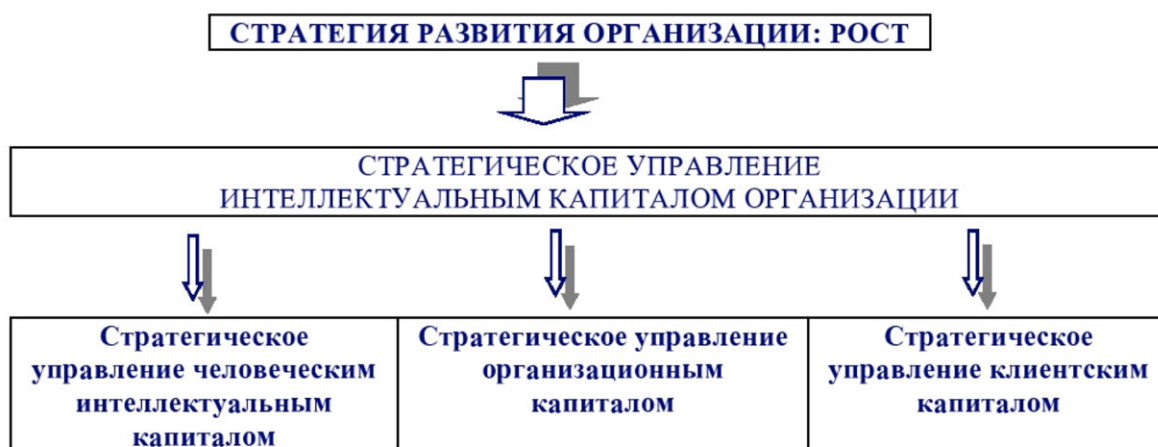 СТРАТЕГИЯ РАЗВИТИЯ ОРГАНИЗАЦИИ: РОСТ
СТРАТЕГИЧЕСКОЕ УПРАВЛЕНИЕ
ИНТЕЛЛЕКТУАЛЬНЫМ КАПИТАЛОМ ОРГАНИЗАЦИИ
Стратегическое
управление человеческим
интеллектуальным
капиталом
Стратегическое управление
организационным
капиталом
Стратегическое
управление клиентским
капиталом